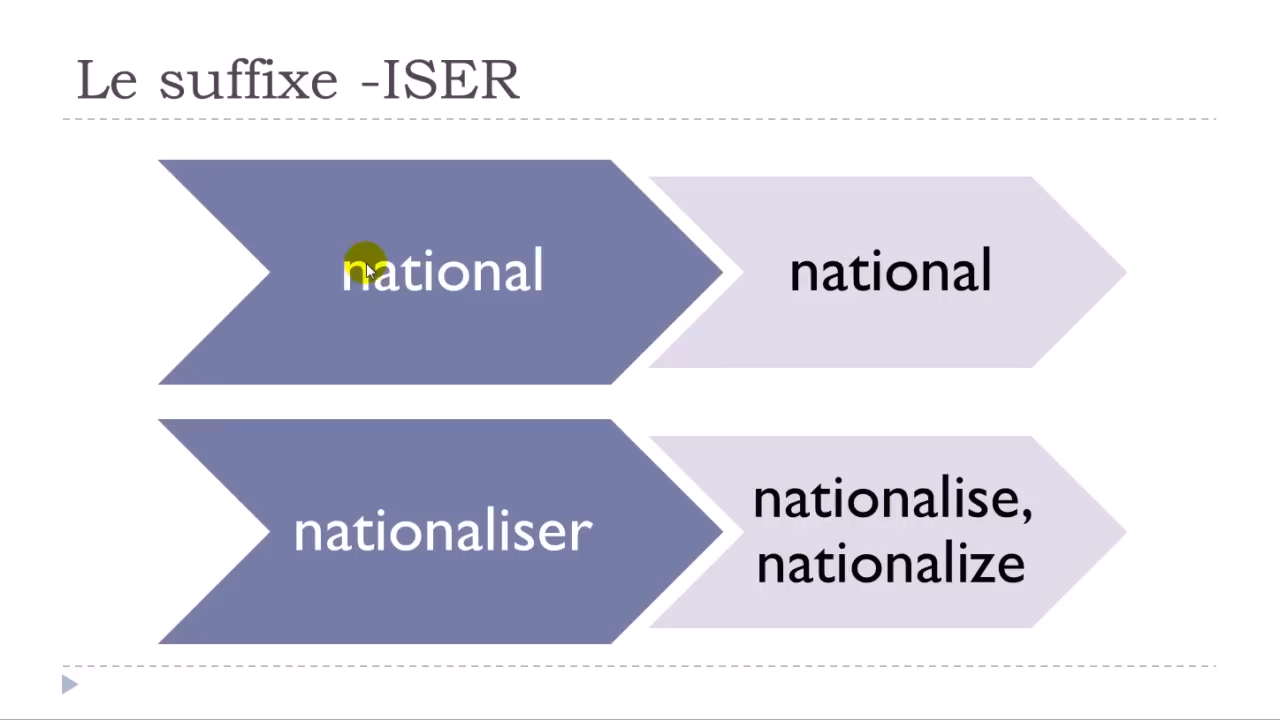 Le suffixe -ISER
national
national
nationaliser
nationalise,
nationalize